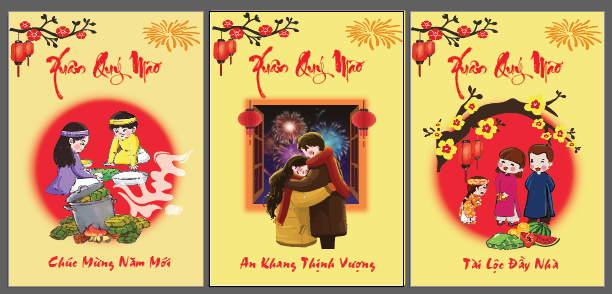 Xuân Quý Mão
Chúc Mừng Năm Mới
Xuân Quý Mão
An Khang Thịnh Vượng
Xuân Quý Mão
Tài Lộc Đầy Nhà